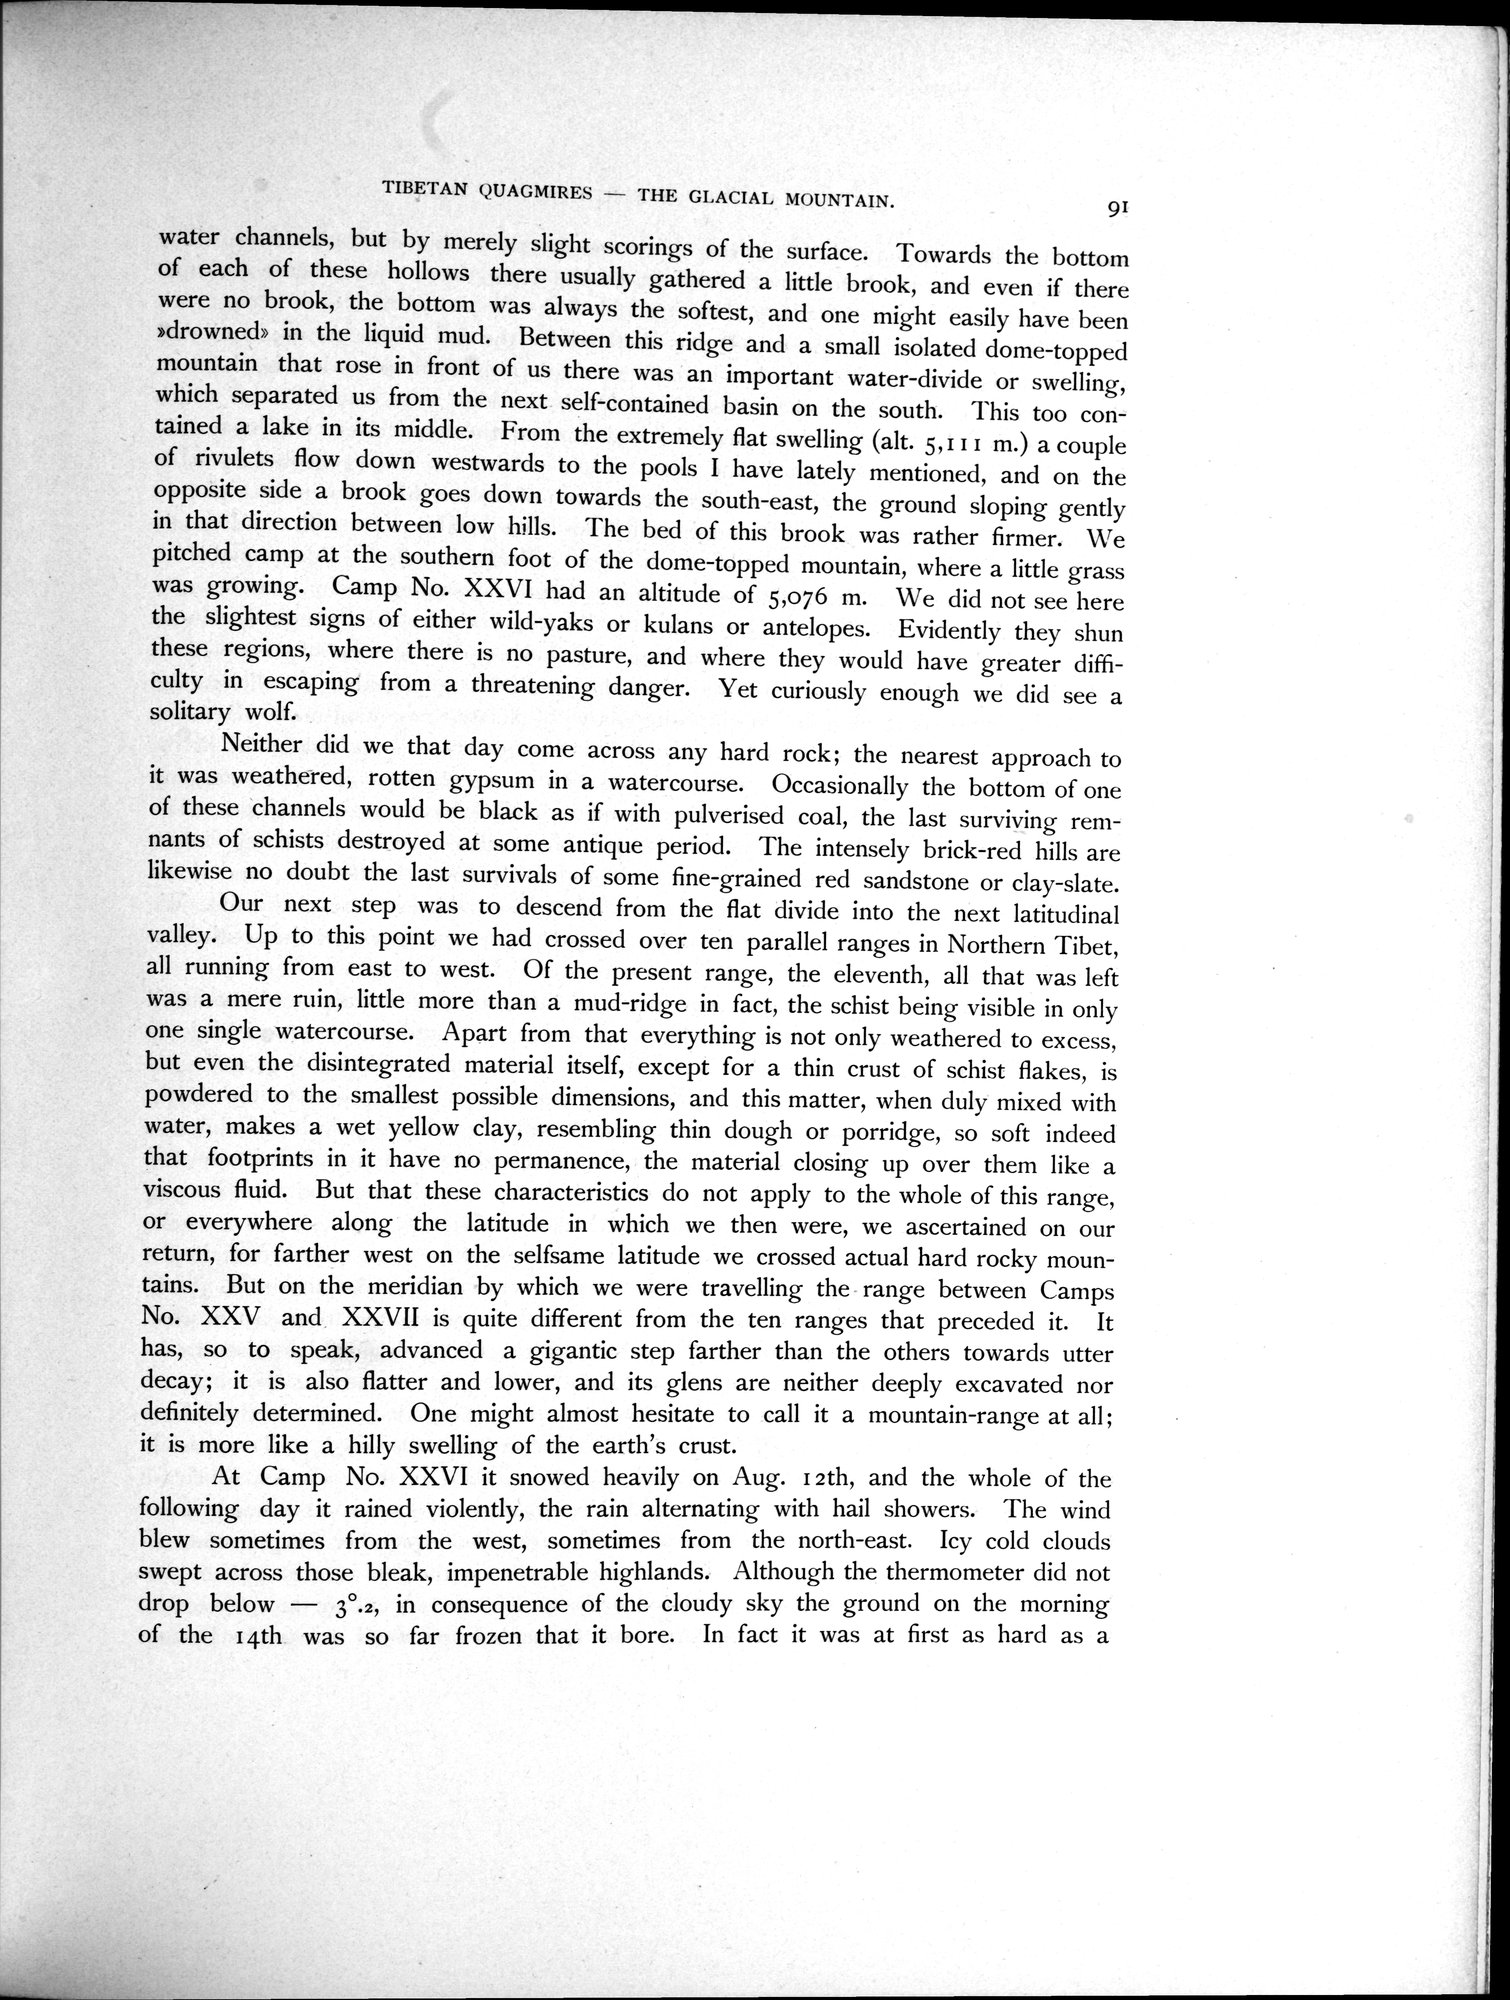 TIBETAN QUAGMIRES — THE GLACIAL MOUNTAIN.
91
water channels, but by merely slight scorings of the surface. Towards the bottom
of each of these hollows there usually gathered a little brook, and even if there
were no brook, the bottom was always the softest, and one might easily have been
»drowned» in the liquid mud. Between this ridge and a small isolated dome-topped
mountain that rose in front of us there was an important water-divide or swelling,
which separated us from the next self-contained basin on the south. This too con-
tained a lake in its middle. From the extremely flat swelling (alt. 5,111 m.) a couple
of rivulets flow down westwards to the pools I have lately mentioned, and on the
opposite side a brook goes down towards the south-east, the ground sloping gently
in that direction between low hills. The bed of this brook was rather firmer. We
pitched camp at the southern foot of the dome-topped mountain, where a little grass
was growing. Camp No. XXVI had an altitude of 5,076 m. We did not see here
the slightest signs of either wild-yaks or kulans or antelopes. Evidently they shun
these regions, where there is no pasture, and where they would have greater diffi-
culty in escaping from a threatening danger. Yet curiously enough we did see a
solitary wolf.
Neither did we that day come across any hard rock; the nearest approach to
it was weathered, rotten gypsum in a watercourse. Occasionally the bottom of one
of these channels would be black as if with pulverised coal, the last surviving rem-
nants of schists destroyed at some antique period. The intensely brick-red hills are
likewise no doubt the last survivals of some fine-grained red sandstone or clay-slate.
Our next step was to descend from the flat divide into the next latitudinal
valley. Up to this point we had crossed over ten parallel ranges in Northern Tibet,
all running from east to west. Of the present range, the eleventh, all that was left
was a mere ruin, little more than a mud-ridge in fact, the schist being visible in only
one single watercourse. Apart from that everything is not only weathered to excess,
but even the disintegrated material itself, except for a thin crust of schist flakes, is
powdered to the smallest possible dimensions, and this matter, when duly mixed with
water, makes a wet yellow clay, resembling thin dough or porridge, so soft indeed
that footprints in it have no permanence, the material closing up over them like a
viscous fluid. But that these characteristics do not apply to the whole of this range,
or everywhere along the latitude in which we then were, we ascertained on our
return, for farther west on the selfsame latitude we crossed actual hard rocky moun-
tains. But on the meridian by which we were travelling the range between Camps
No. XXV and XXVII is quite different from the ten ranges that preceded it. It
has, so to speak, advanced a gigantic step farther than the others towards utter
decay; it is also flatter and lower, and its glens are neither deeply excavated nor
definitely determined. One might almost hesitate to call it a mountain-range at all;
it is more like a hilly swelling of the earth's crust.
At Camp No. XXVI it snowed heavily on Aug. 12th, and the whole of the
following day it rained violently, the rain alternating with hail showers. The wind
blew sometimes from the west, sometimes from the north-east. Icy cold clouds
swept across those bleak, impenetrable highlands. Although the thermometer did not
drop below — 3°.2, in consequence of the cloudy sky the ground on the morning
of the 14th was so far frozen that it bore. In fact it was at first as hard as a